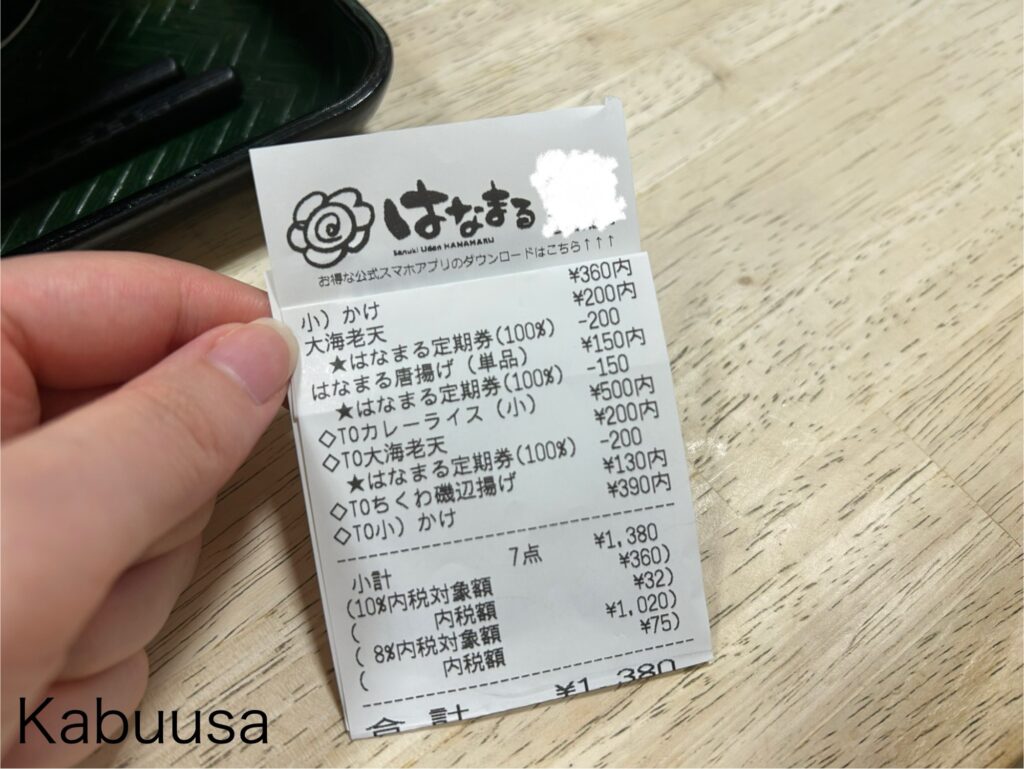 はなまる
Sanuki Udon HANAMARU
お得な公式スマホアプリのダウンロードはこちら↑↑↑
小）かけ ¥360内
大海老天 ¥200内
★はなまる定期券(100%) -200
はなまる唐揚げ（単品） ¥150内
★はなまる定期券(100%) -150
◇TOカレーライス（小） ¥500内
◇TO大海老天 ¥200内
★はなまる定期券(100%) -200
◇TOちくわ磯辺揚げ ¥130内
◇TO小）かけ ¥390内
小計 7点 ¥1,380
(10%内税対象額 ¥360)
( 内税額 ¥32)
( 8%内税対象額 ¥1,020)
( 内税額 ¥75)
合計 ¥1,380
Kabuusa